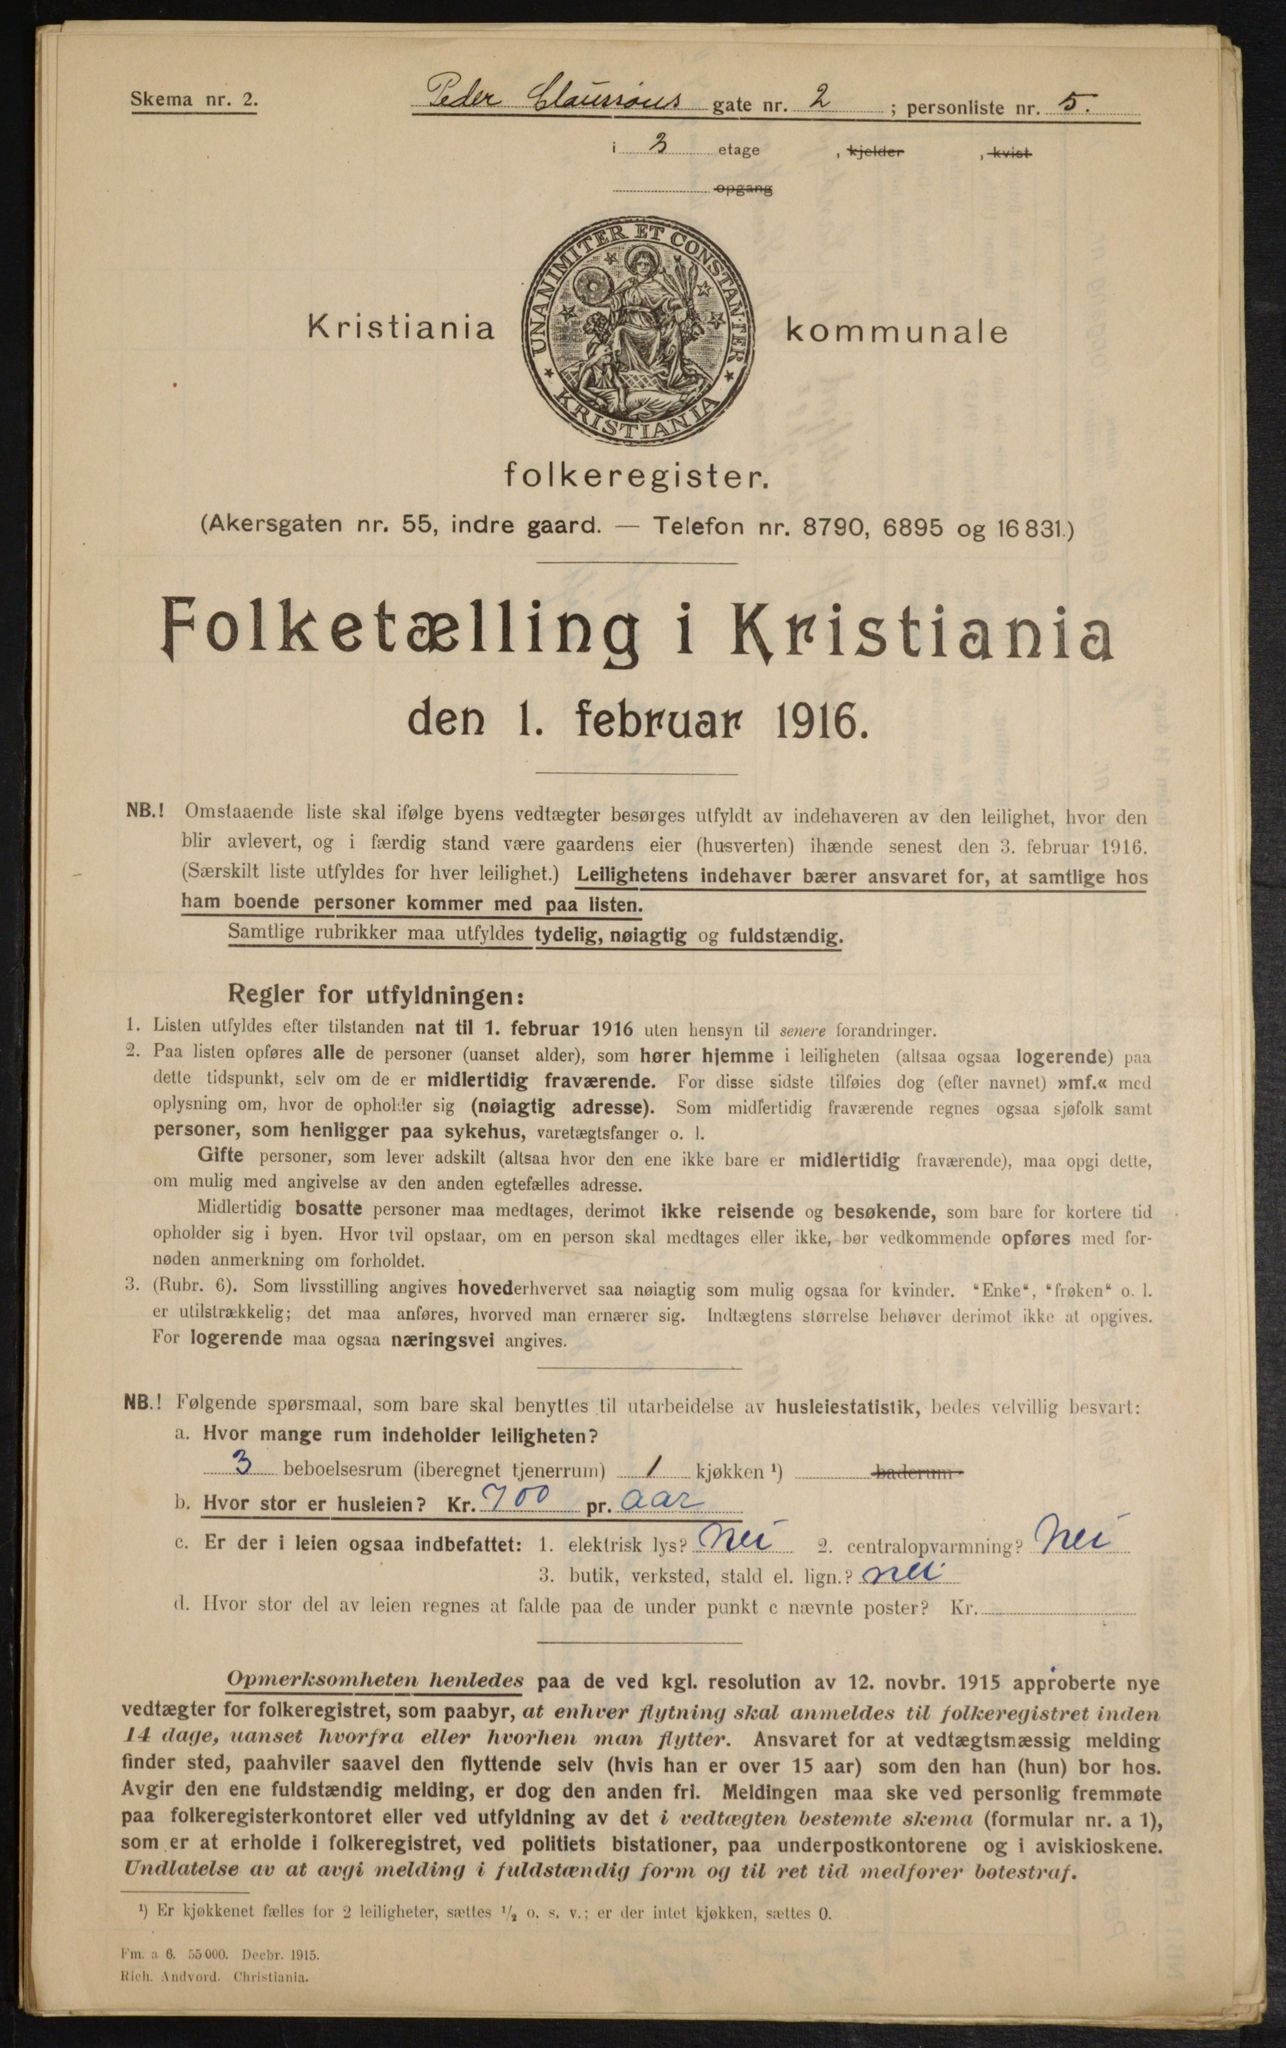 Skema nr. 2.
Peder Claussøns gate nr. 2 ; personliste nr. 5.
i 3 etage , kjelder , kvist
opgang
UNANIMITER ET CONSTANTER
KRISTIANIA
Kristiania kommunale
folkeregister.
(Akersgaten nr. 55, indre gaard. — Telefon nr. 8790, 6895 og 16 831.)
Folketælling i Kristiania
den 1. februar 1916.
NB.! Omstaaende liste skal ifølge byens vedtægter besørges utfyldt av indehaveren av den leilighet, hvor den
blir avlevert, og i færdig stand være gaardens eier (husverten) ihænde senest den 3. februar 1916.
(Særskilt liste utfyldes for hver leilighet.) Leilighetens indehaver bærer ansvaret for, at samtlige hos
ham boende personer kommer med paa listen.
Samtlige rubrikker maa utfyldes tydelig, nøiagtig og fuldstændig.
Regler for utfyldningen:
1. Listen utfyldes efter tilstanden nat til 1. februar 1916 uten hensyn til senere forandringer.
2. Paa listen opføres alle de personer (uanset alder), som hører hjemme i leiligheten (altsaa ogsaa logerende) paa
dette tidspunkt, selv om de er midlertidig fraværende. For disse sidste tilføies dog (efter navnet) »mf.« med
oplysning om, hvor de opholder sig (nøiagtig adresse). Som midlertidig fraværende regnes ogsaa sjøfolk samt
personer, som henligger paa sykehus, varetægtsfanger o. l.
Gifte personer, som lever adskilt (altsaa hvor den ene ikke bare er midlertidig fraværende), maa opgi dette,
om mulig med angivelse av den anden egtefælles adresse.
Midlertidig bosatte personer maa medtages, derimot ikke reisende og besøkende, som bare for kortere tid
opholder sig i byen. Hvor tvil opstaar, om en person skal medtages eller ikke, bør vedkommende opføres med for-
nøden anmerkning om forholdet.
3. (Rubr. 6). Som livsstilling angives hovederhvervet saa nøiagtig som mulig ogsaa for kvinder. "Enke", "frøken" o. l.
er utilstrækkelig; det maa anføres, hvorved man ernærer sig. Indtægtens størrelse behøver derimot ikke at opgives.
For logerende maa ogsaa næringsvei angives.
NB.! Følgende spørsmaal, som bare skal benyttes til utarbeidelse av husleiestatistik, bedes velvillig besvart:
a. Hvor mange rum indeholder leiligheten?
3 beboelsesrum (iberegnet tjenerrum) 1 kjøkken ¹) baderum
b. Hvor stor er husleien? Kr. 700 pr. aar
c. Er der i leien ogsaa indbefattet: 1. elektrisk lys? Nei 2. centralopvarmning? Nei
3. butik, verksted, stald el. lign.? nei
d. Hvor stor del av leien regnes at falde paa de under punkt c nævnte poster? Kr.
Opmerksomheten henledes paa de ved kgl. resolution av 12. novbr. 1915 approberte nye
vedtægter for folkeregistret, som paabyr, at enhver flytning skal anmeldes til folkeregistret inden
14 dage, uanset hvorfra eller hvorhen man flytter. Ansvaret for at vedtægtsmæssig melding
finder sted, paahviler saavel den flyttende selv (hvis han er over 15 aar) som den han (hun) bor hos.
Avgir den ene fuldstændig melding, er dog den anden fri. Meldingen maa ske ved personlig fremmøte
paa folkeregisterkontoret eller ved utfyldning av det i vedtægten bestemte skema (formular nr. a 1),
som er at erholde i folkeregistret, ved politiets bistationer, paa underpostkontorene og i aviskioskene.
Undlatelse av at avgi melding i fuldstændig form og til ret tid medfører bøtestraf.
¹) Er kjøkkenet fælles for 2 leiligheter, sættes ½ o. s. v.; er der intet kjøkken, sættes 0.
Fm. a 6. 55 000. Decbr. 1915.
Rich. Andvord. Christiania.